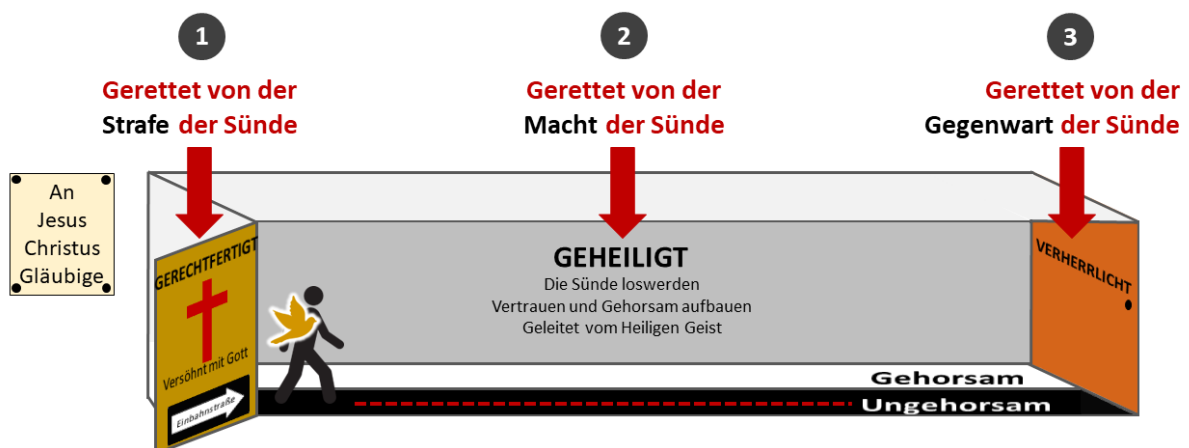 1
Gerettet von der
Strafe der Sünde
2
Gerettet von der
Macht der Sünde
3
Gerettet von der
Gegenwart der Sünde
An
Jesus
Christus
Gläubige
GERECHTFERTIGT
Versöhnt mit Gott
Einbahnstraße
GEHEILIGT
Die Sünde loswerden
Vertrauen und Gehorsam aufbauen
Geleitet vom Heiligen Geist
VERHERRLICHT
Gehorsam
Ungehorsam